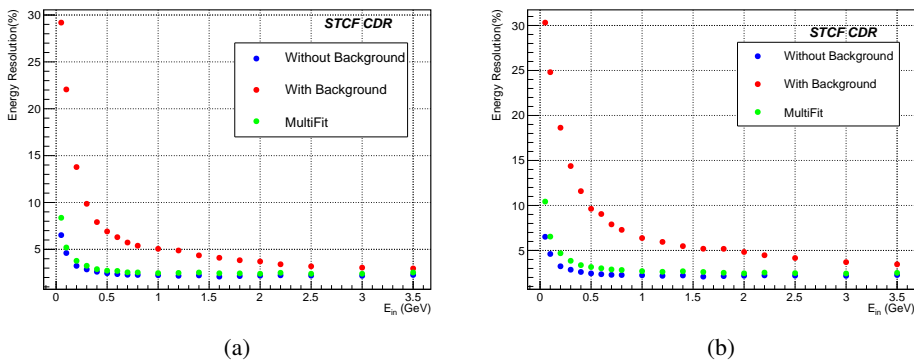 STCF CDR
Energy Resolution(%)
Without Background
With Background
MultiFit
30
25
20
15
10
5
0 0.5 1 1.5 2 2.5 3 3.5
E_in (GeV)
(a)
STCF CDR
Energy Resolution(%)
Without Background
With Background
MultiFit
30
25
20
15
10
5
0 0.5 1 1.5 2 2.5 3 3.5
E_in (GeV)
(b)